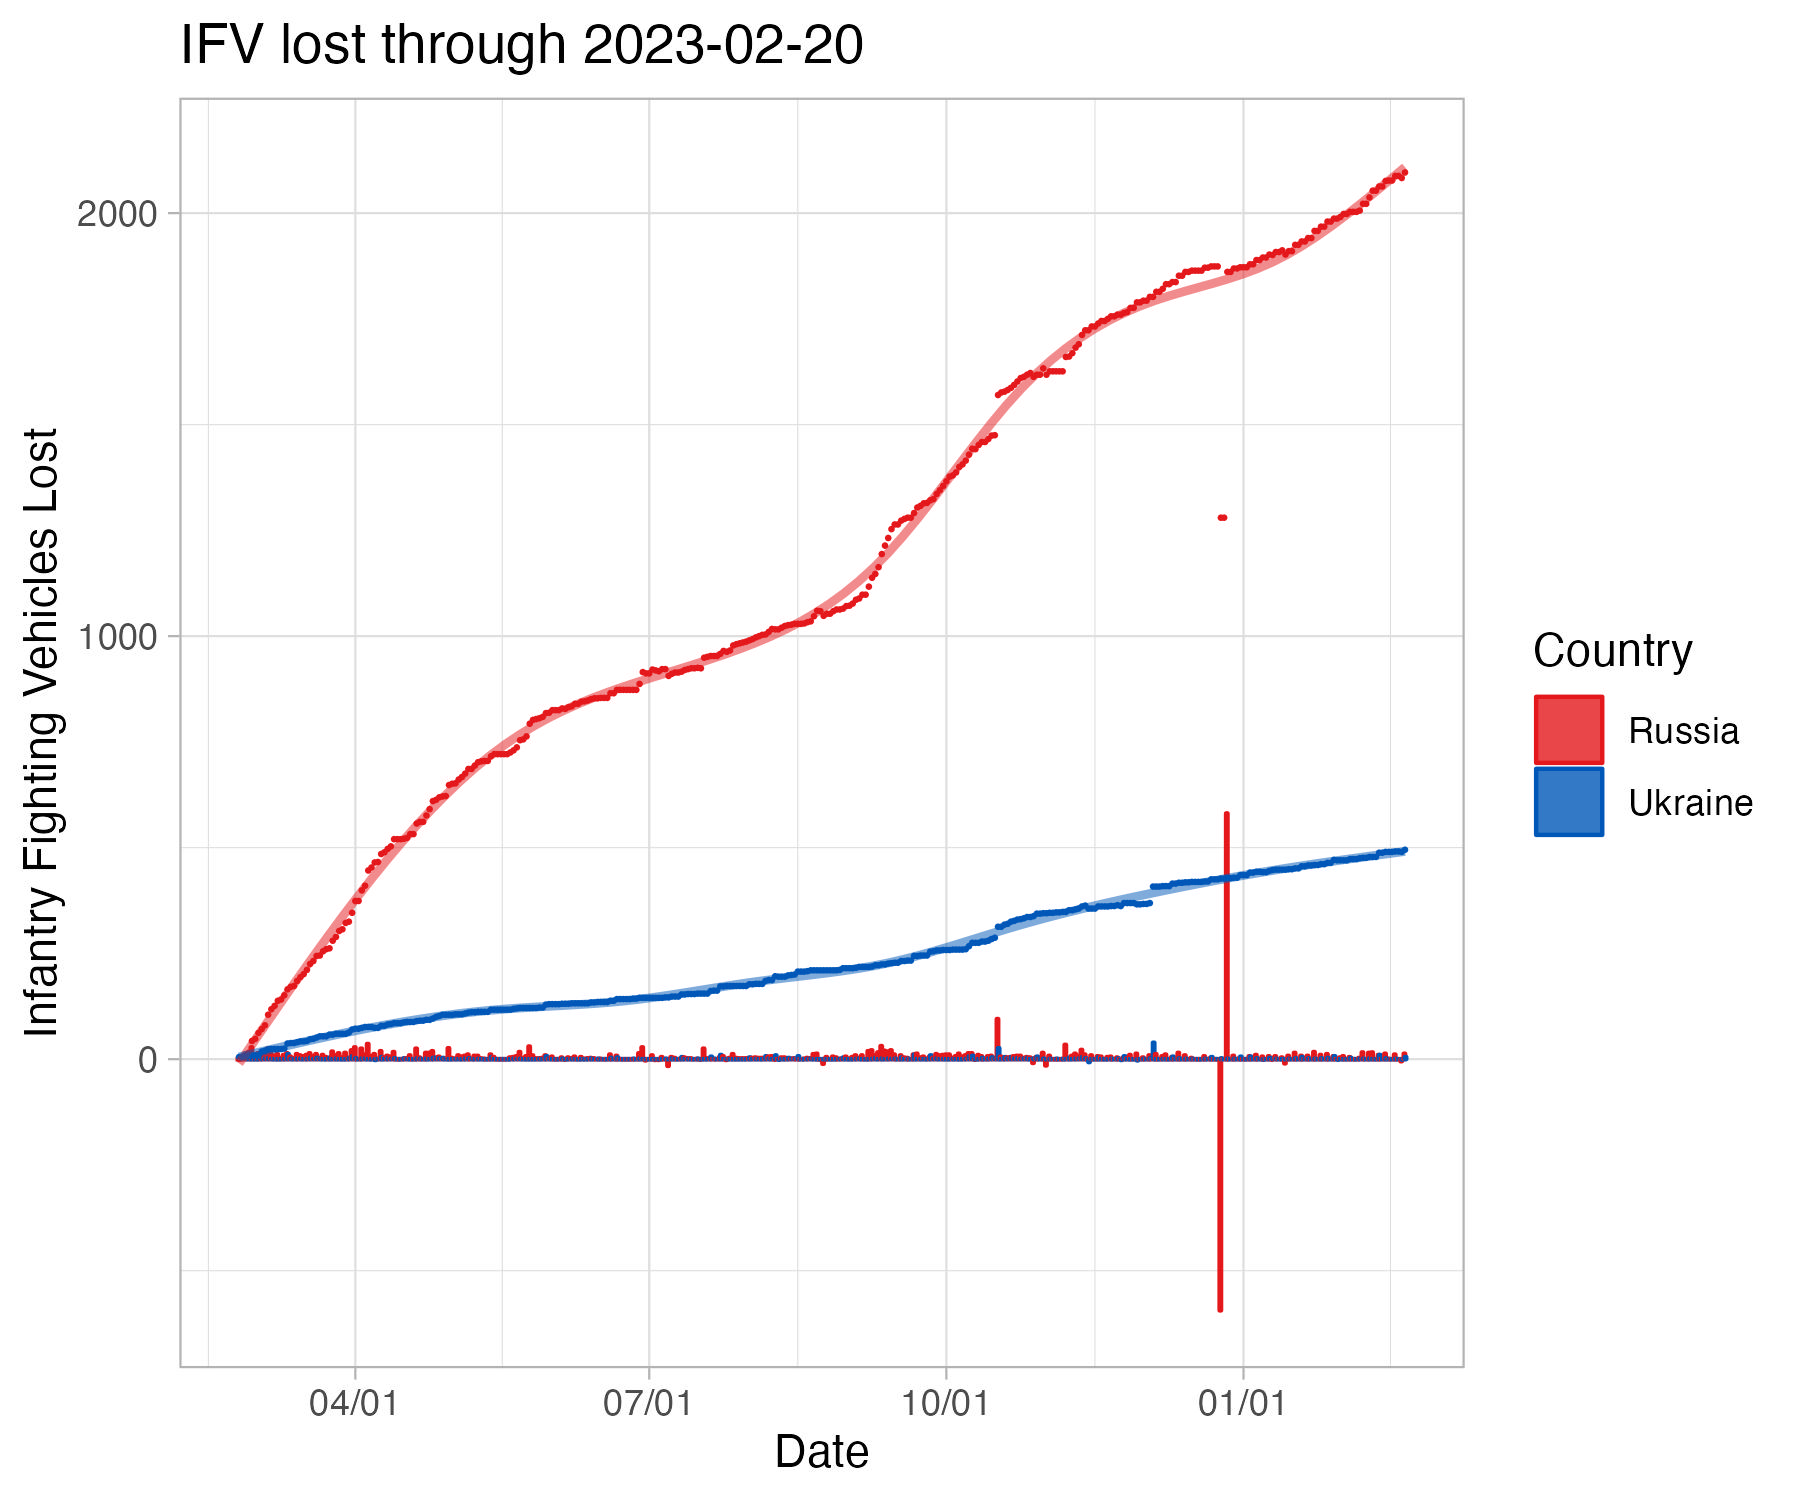 IFV lost through 2023-02-20
Infantry Fighting Vehicles Lost
2000
1000
0
04/01
07/01
10/01
01/01
Date
Country
Russia
Ukraine